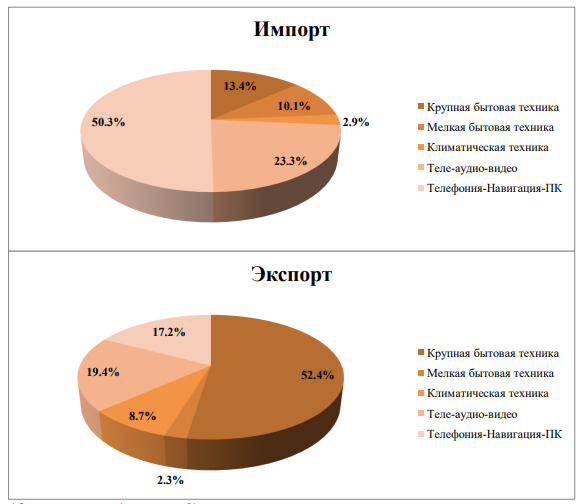 Импорт
13.4%
10.1%
2.9%
23.3%
50.3%
Крупная бытовая техника
Мелкая бытовая техника
Климатическая техника
Теле-аудио-видео
Телефония-Навигация-ПК
Экспорт
17.2%
52.4%
19.4%
8.7%
2.3%
Крупная бытовая техника
Мелкая бытовая техника
Климатическая техника
Теле-аудио-видео
Телефония-Навигация-ПК